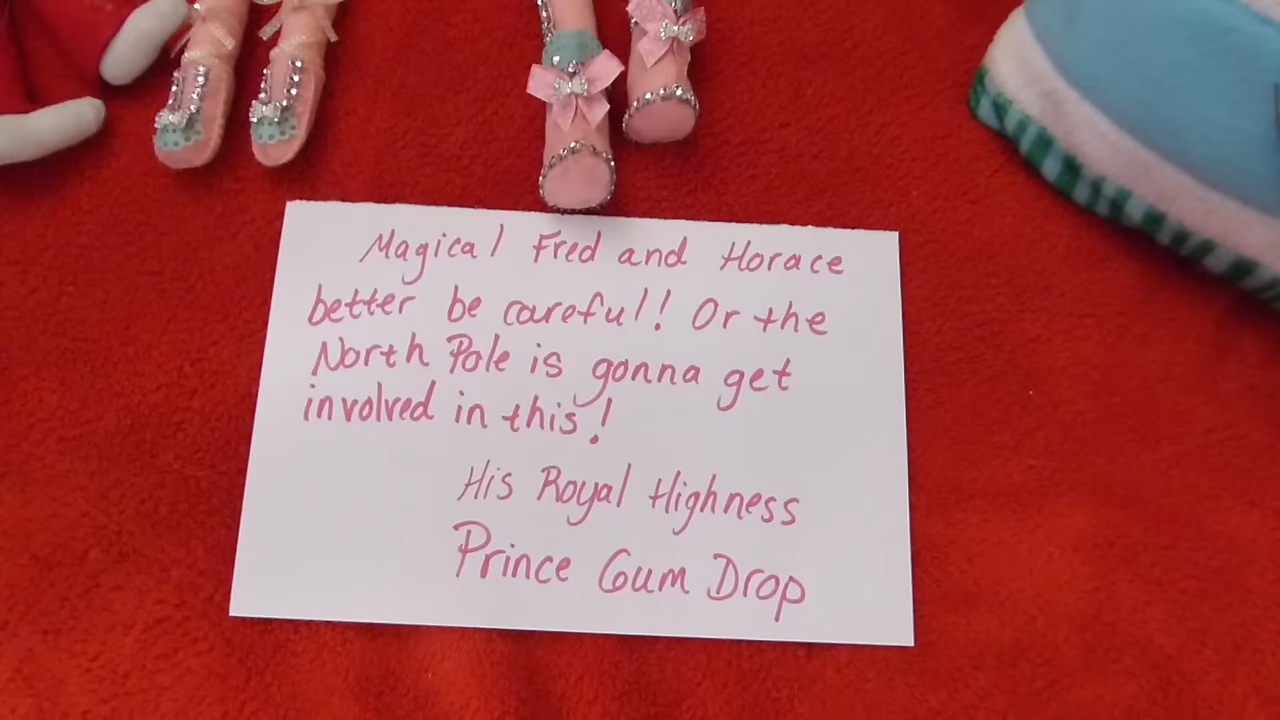 Magical Fred and Horace
better be careful! Or the
North Pole is gonna get
involved in this!
His Royal Highness
Prince Gum Drop